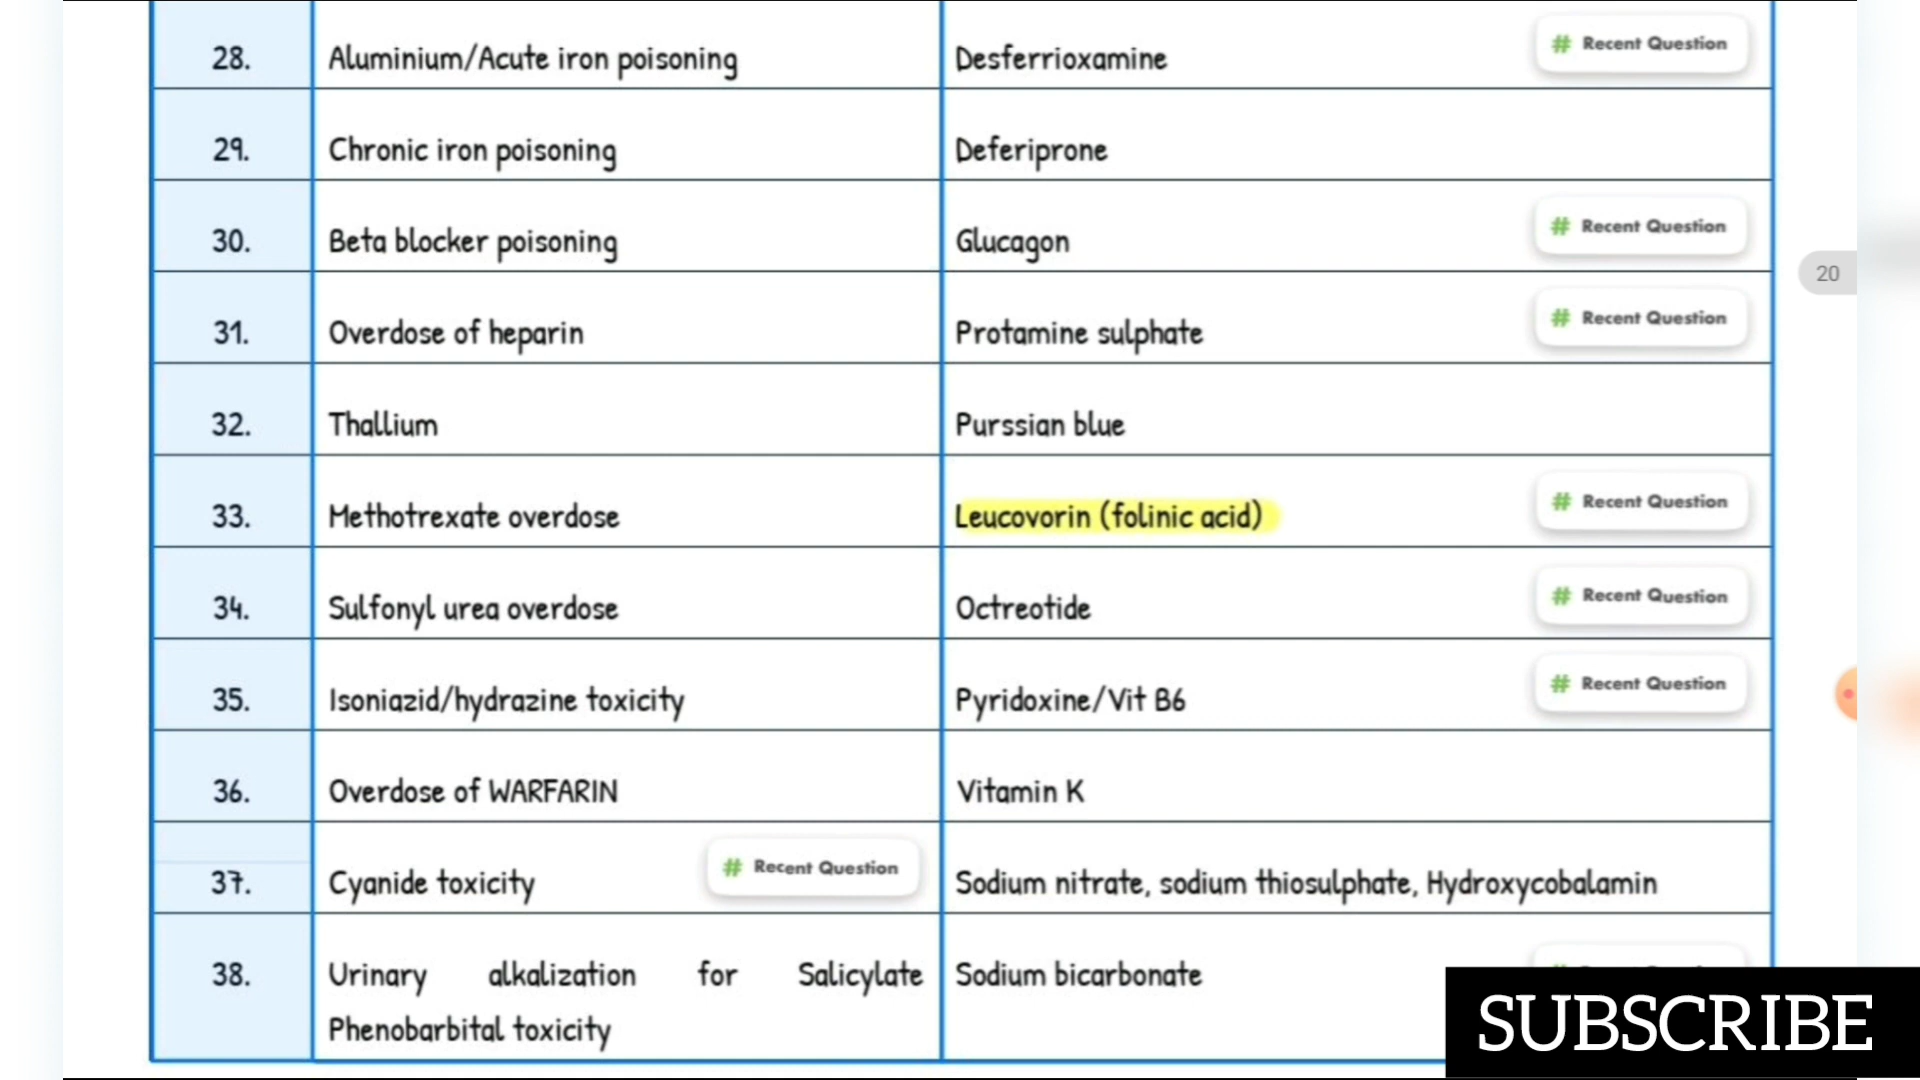 28. Aluminium/Acute iron poisoning Desferrioxamine # Recent Question
29. Chronic iron poisoning Deferiprone
30. Beta blocker poisoning Glucagon # Recent Question
20
31. Overdose of heparin Protamine sulphate # Recent Question
32. Thallium Purssian blue
33. Methotrexate overdose Leucovorin (folinic acid) # Recent Question
34. Sulfonyl urea overdose Octreotide # Recent Question
35. Isoniazid/hydrazine toxicity Pyridoxine/Vit B6 # Recent Question
36. Overdose of WARFARIN Vitamin K
37. Cyanide toxicity # Recent Question Sodium nitrate, sodium thiosulphate, Hydroxycobalamin
38. Urinary alkalization for Salicylate Sodium bicarbonate
Phenobarbital toxicity
SUBSCRIBE